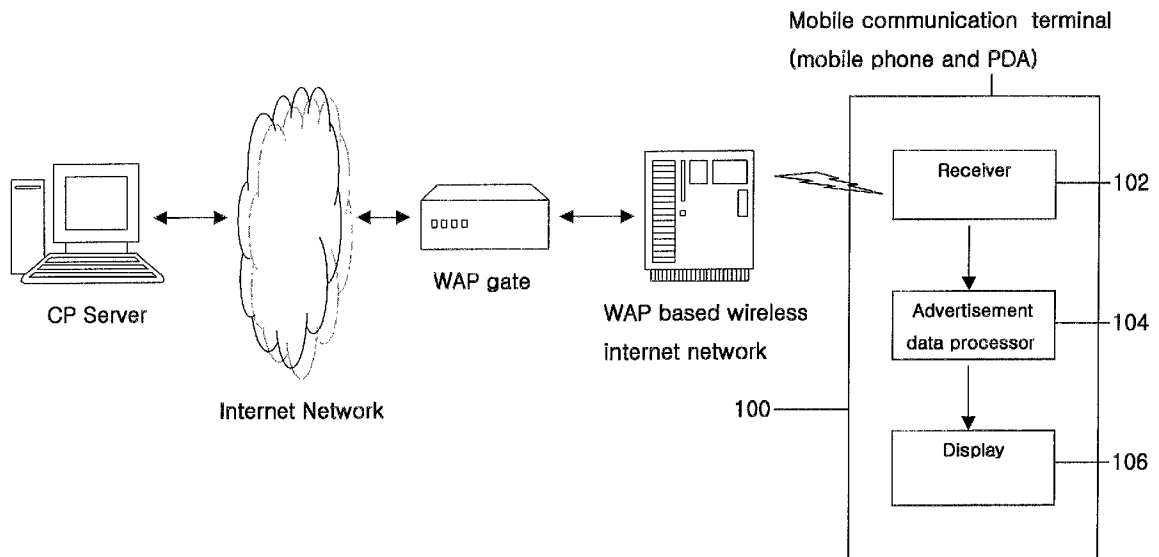 Mobile communication terminal
(mobile phone and PDA)
Receiver
102
WAP gate
CP Server
WAP based wireless
internet network
Advertisement
data processor
104
Internet Network
100
Display
106